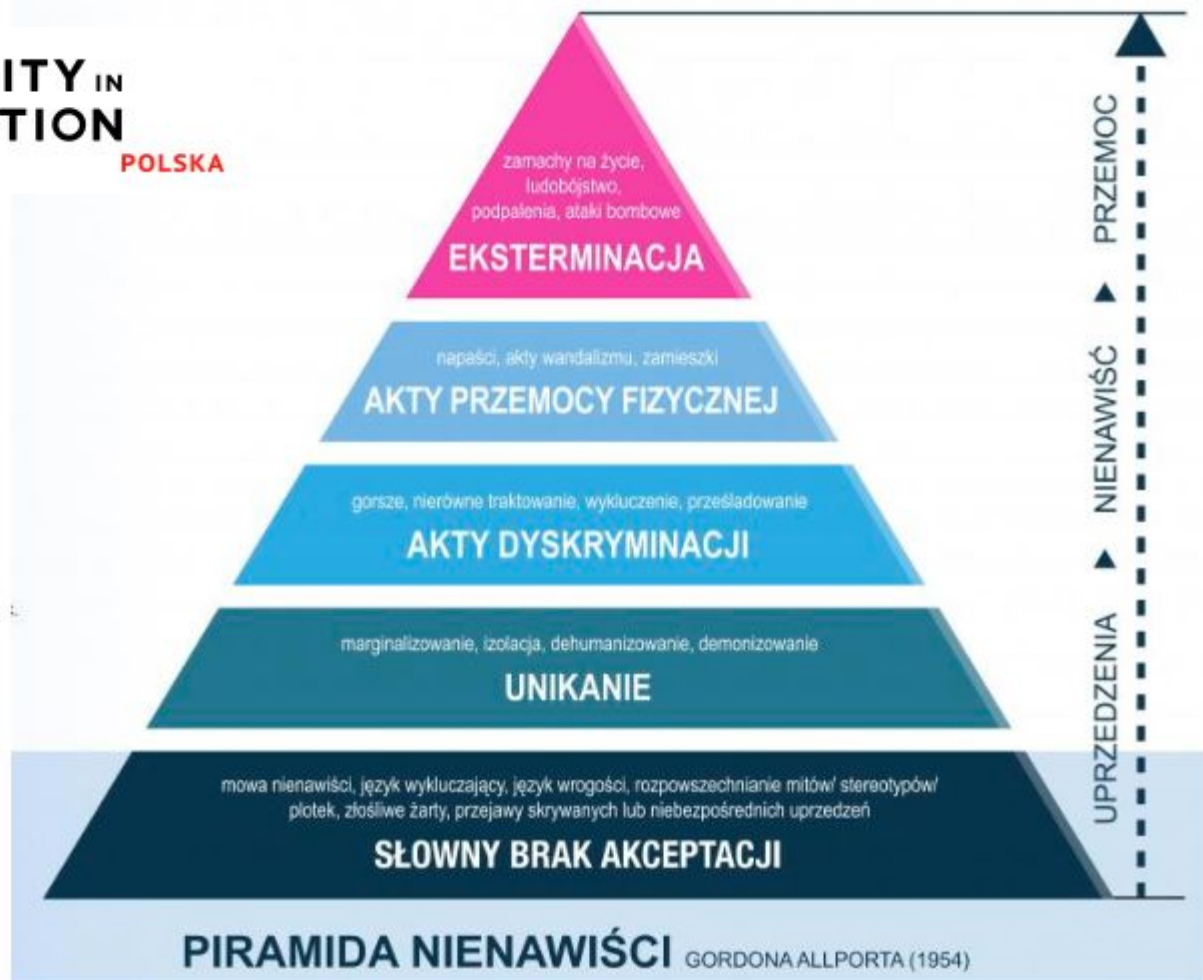 ITY IN
TION
POLSKA
zamachy na życie,
ludobójstwo,
podpalenia, ataki bombowe
EKSTERMINACJA
napaści, akty wandalizmu, zamieszki
AKTY PRZEMOCY FIZYCZNEJ
gorsze, nierówne traktowanie, wykluczenie, prześladowanie
AKTY DYSKRYMINACJI
marginalizowanie, izolacja, dehumanizowanie, demonizowanie
UNIKANIE
mowa nienawiści, język wykluczający, język wrogości, rozpowszechnianie mitów/ stereotypów/
plotek, złośliwe żarty, przejawy skrywanych lub niebezpośrednich uprzedzeń
SŁOWNY BRAK AKCEPTACJI
UPRZEDZENIA ▶ NIENAWIŚĆ ▶ PRZEMOC
PIRAMIDA NIENAWIŚCI GORDONA ALLPORTA (1954)